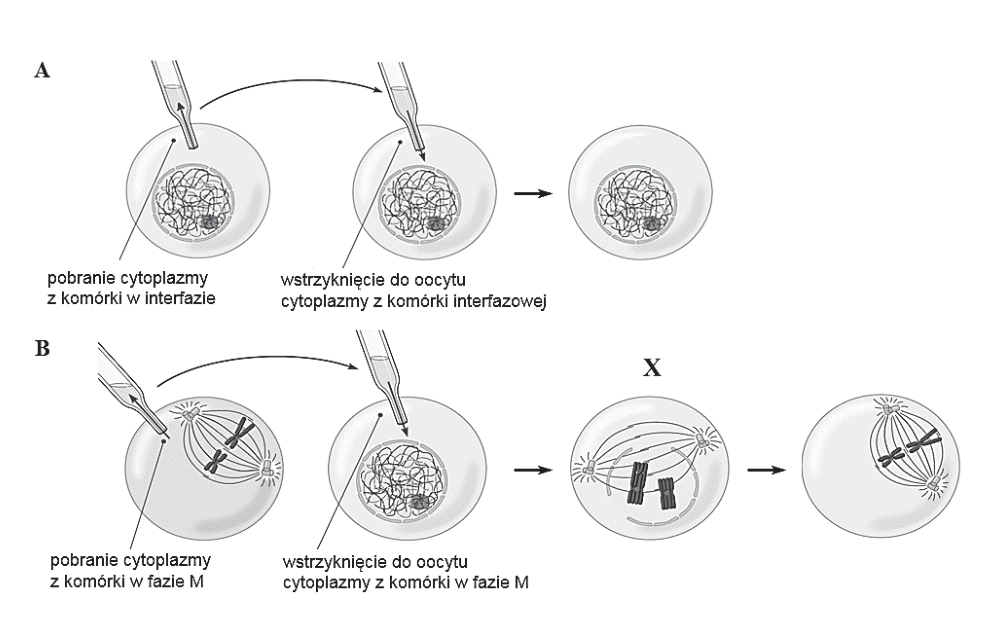 A
pobranie cytoplazmy
z komórki w interfazie
wstrzyknięcie do oocytu
cytoplazmy z komórki interfazowej
B
X
pobranie cytoplazmy
z komórki w fazie M
wstrzyknięcie do oocytu
cytoplazmy z komórki w fazie M